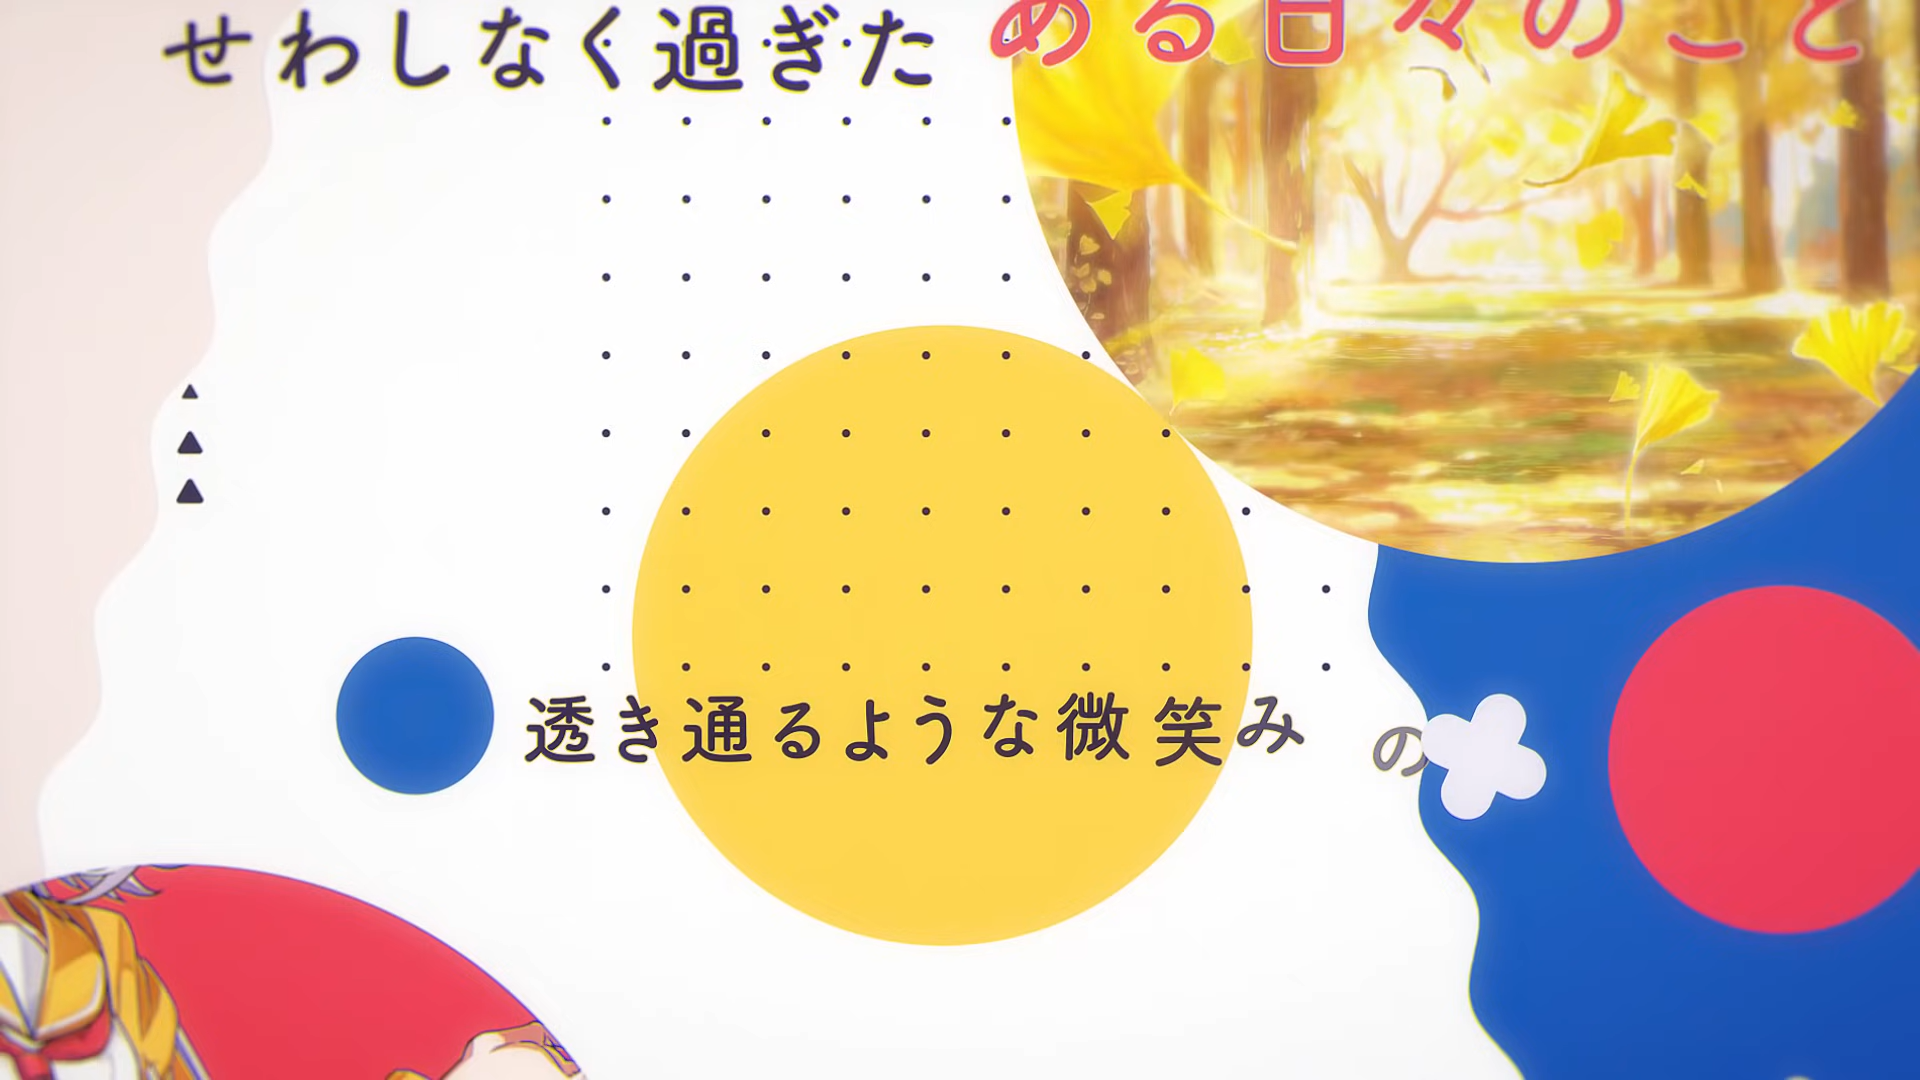 せわしなく過ぎた
ある日々のこと
透き通るような微笑み の